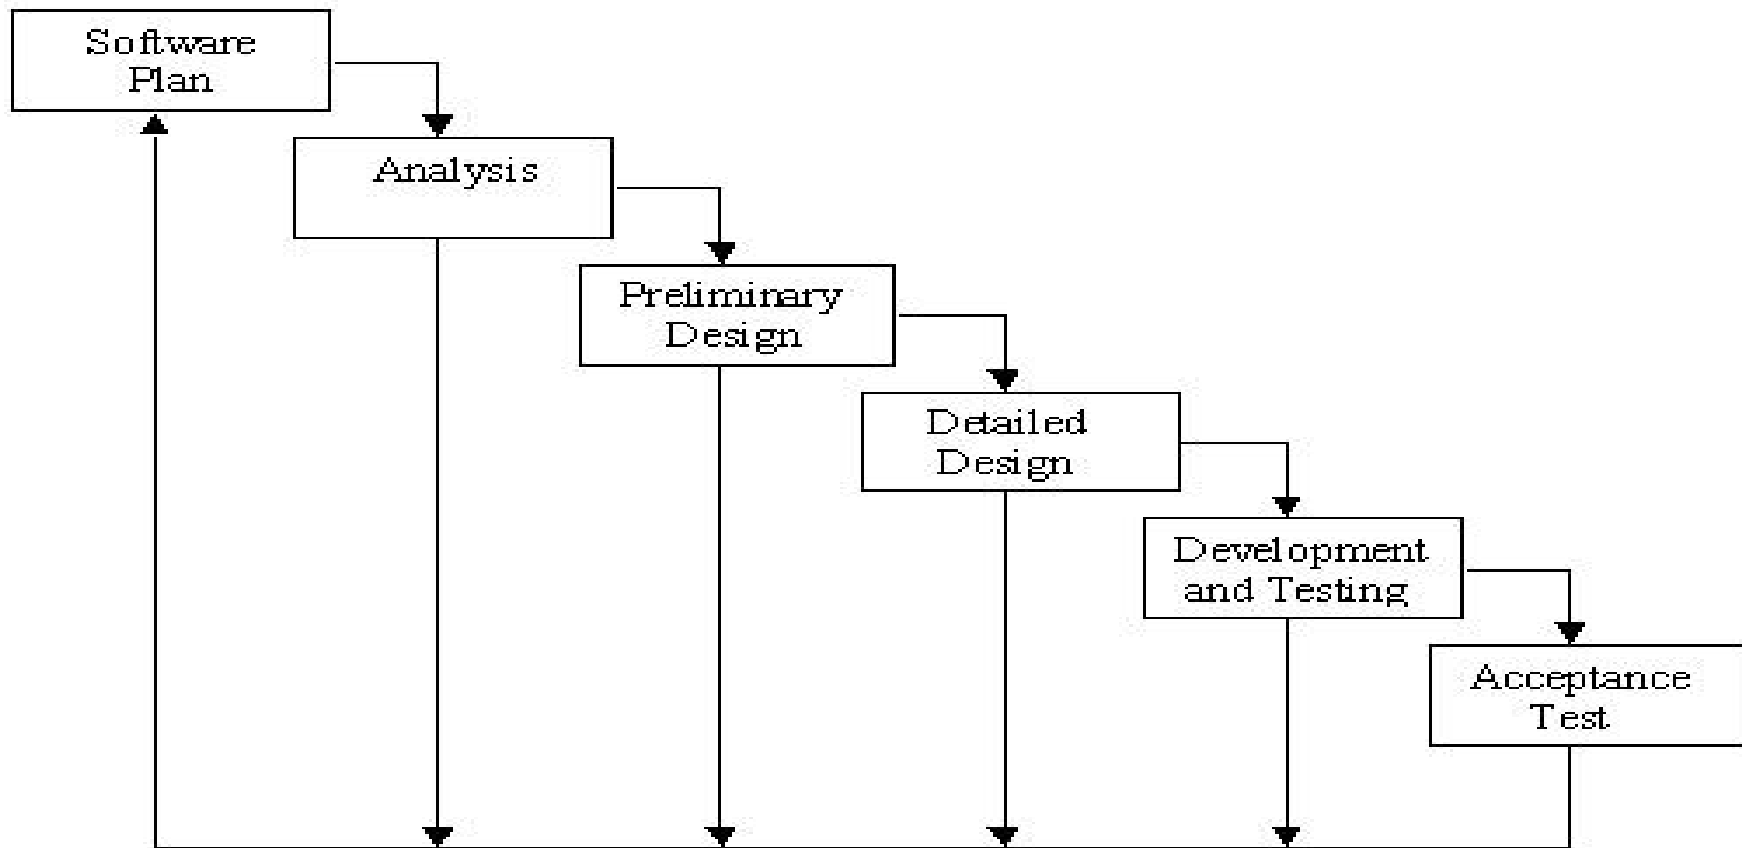 Software
Plan
Analysis
Preliminary
Design
Detailed
Design
Development
and Testing
Acceptance
Test